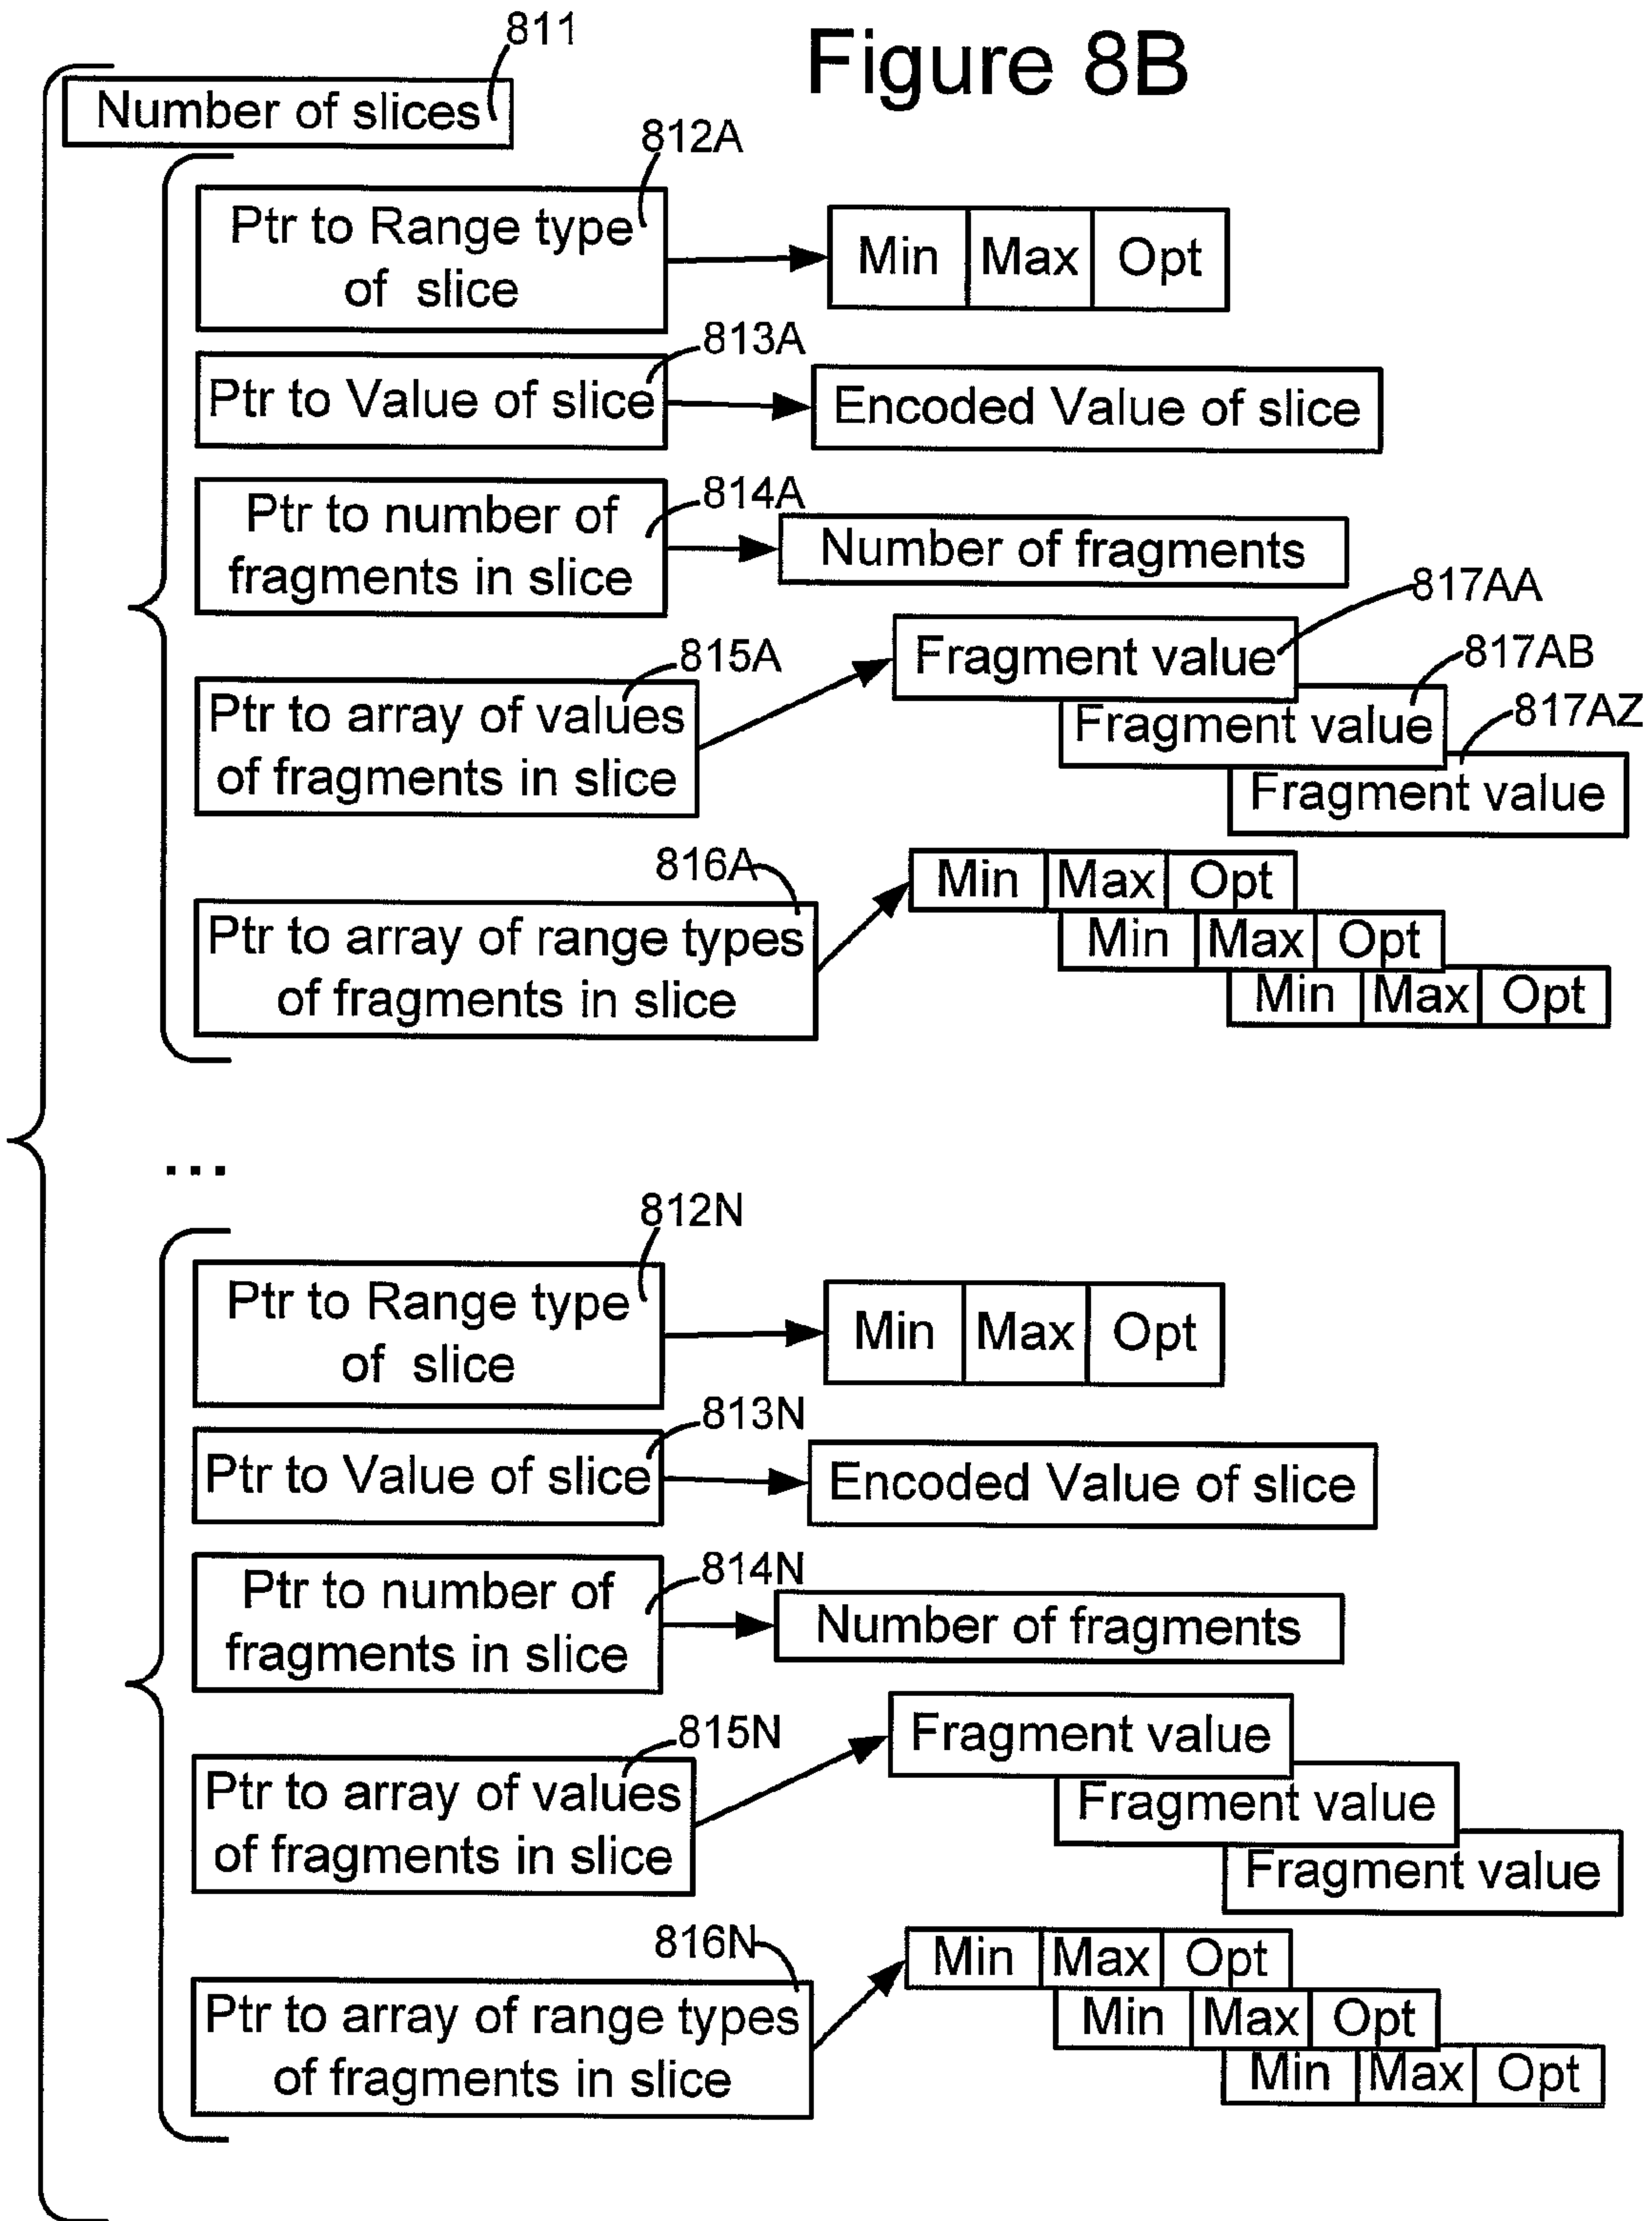 Figure 8B
811
Number of slices
812A
Ptr to Range type
of slice
Min Max Opt
813A
Ptr to Value of slice
Encoded Value of slice
814A
Ptr to number of
fragments in slice
Number of fragments
817AA
Fragment value
815A
817AB
Ptr to array of values
of fragments in slice
Fragment value
817AZ
Fragment value
816A
Ptr to array of range types
of fragments in slice
Min Max Opt
Min Max Opt
Min Max Opt
...
812N
Ptr to Range type
of slice
Min Max Opt
813N
Ptr to Value of slice
Encoded Value of slice
814N
Ptr to number of
fragments in slice
Number of fragments
815N
Ptr to array of values
of fragments in slice
Fragment value
Fragment value
Fragment value
816N
Ptr to array of range types
of fragments in slice
Min Max Opt
Min Max Opt
Min Max Opt